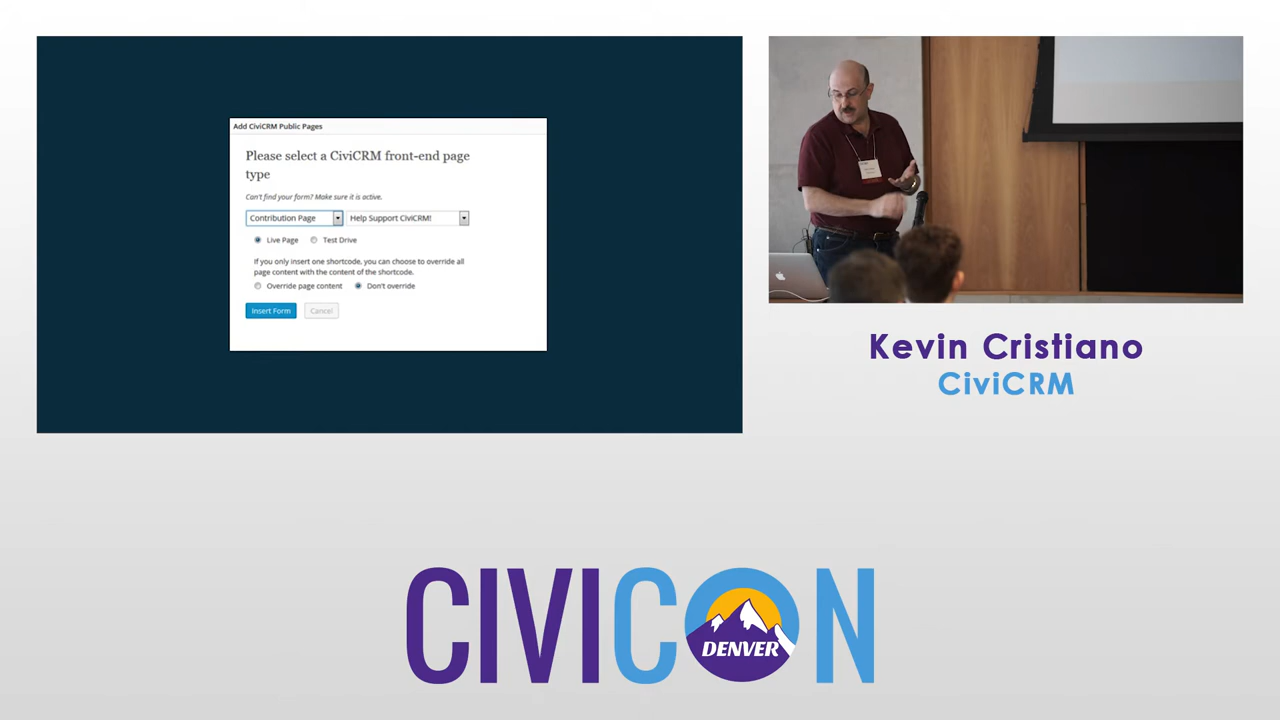 Add CiviCRM Public Pages
Please select a CiviCRM front-end page
type
Can't find your form? Make sure it is active.
Contribution Page Help Support CiviCRM!
Live Page Test Drive
If you only insert one shortcode, you can choose to override all
page content with the content of the shortcode.
Override page content Don't override
Insert Form Cancel
Kevin Cristiano
CiviCRM
CIVICON
DENVER